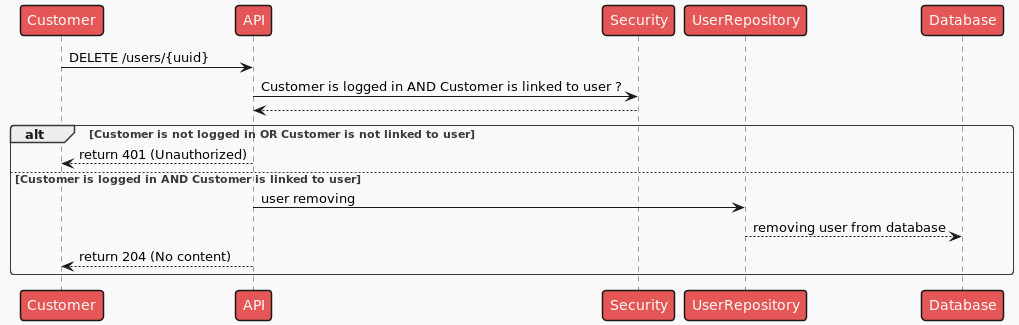 Customer API Security UserRepository Database
DELETE /users/{uuid}
Customer is logged in AND Customer is linked to user ?
alt [Customer is not logged in OR Customer is not linked to user]
return 401 (Unauthorized)
[Customer is logged in AND Customer is linked to user]
user removing
removing user from database
return 204 (No content)
Customer API Security UserRepository Database